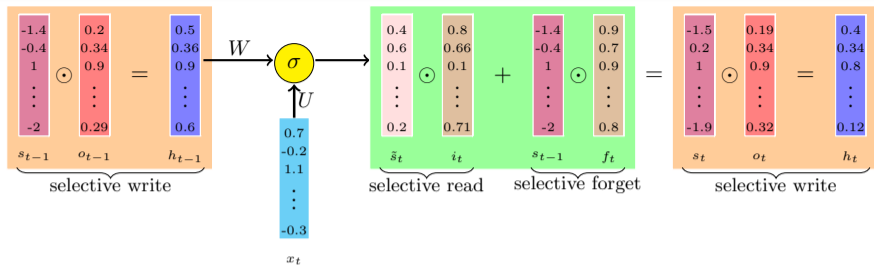 -1.4 0.2 0.5 0.4 0.8 -1.4 0.9 -1.5 0.19 0.4
-0.4 0.34 0.36 W σ 0.6 0.66 -0.4 0.7 0.2 0.34 0.34
1 ⊙ 0.9 = 0.9 0.1 ⊙ 0.1 + 1 ⊙ 0.9 = 1 ⊙ 0.9 = 0.8
⋮ ⋮ ⋮ U ⋮ ⋮ ⋮ ⋮ ⋮ ⋮ ⋮
-2 0.29 0.6 0.2 0.71 -2 0.8 -1.9 0.32 0.12
s_{t-1} o_{t-1} h_{t-1} s̃_t i_t s_{t-1} f_t s_t o_t h_t
selective write selective read selective forget selective write
0.7
-0.2
1.1
⋮
-0.3
x_t